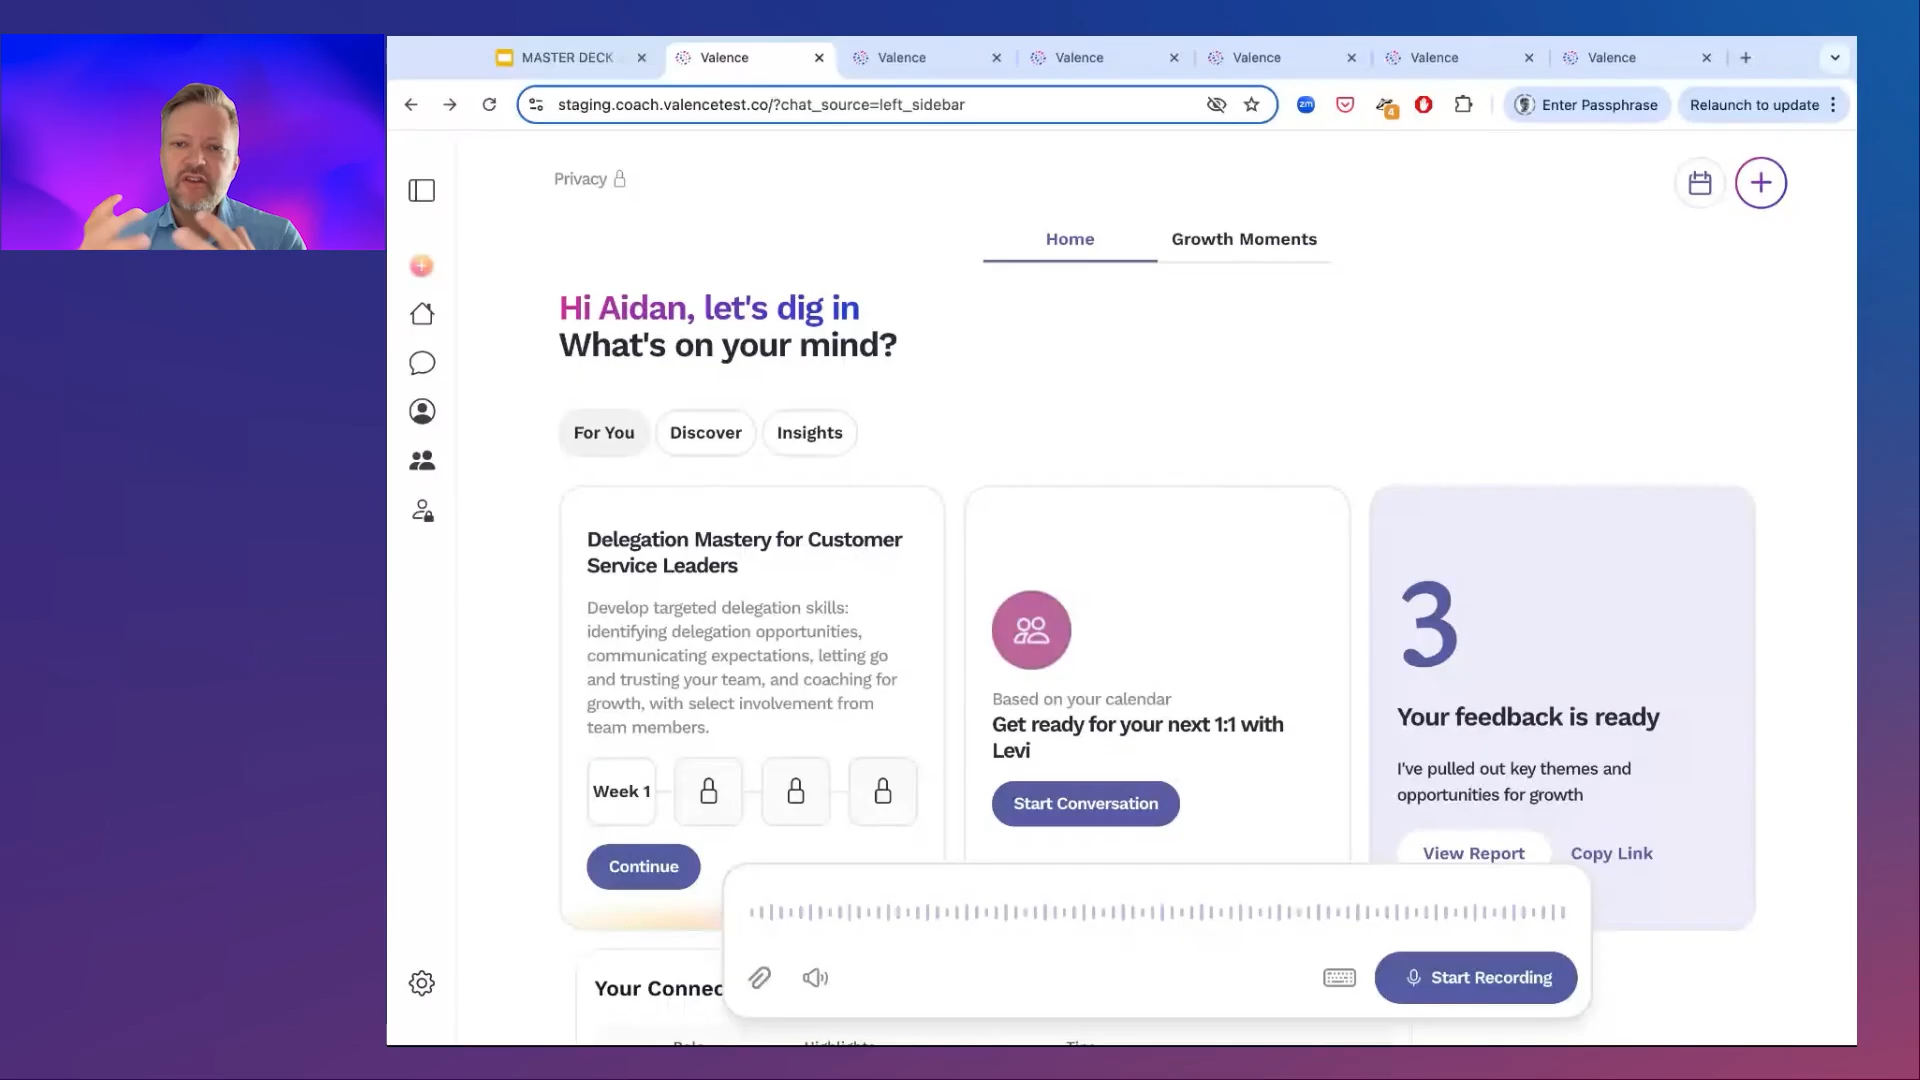 MASTER DECK
Valence
Valence
Valence
Valence
Valence
Valence
staging.coach.valencetest.co/?chat_source=left_sidebar
zm
4
Enter Passphrase
Relaunch to update
Privacy
Home
Growth Moments
Hi Aidan, let's dig in
What's on your mind?
For You
Discover
Insights
Delegation Mastery for Customer
Service Leaders
Develop targeted delegation skills:
identifying delegation opportunities,
communicating expectations, letting go
and trusting your team, and coaching for
growth, with select involvement from
team members.
Week 1
Continue
Based on your calendar
Get ready for your next 1:1 with
Levi
Start Conversation
3
Your feedback is ready
I've pulled out key themes and
opportunities for growth
View Report
Copy Link
Your Connec
Start Recording